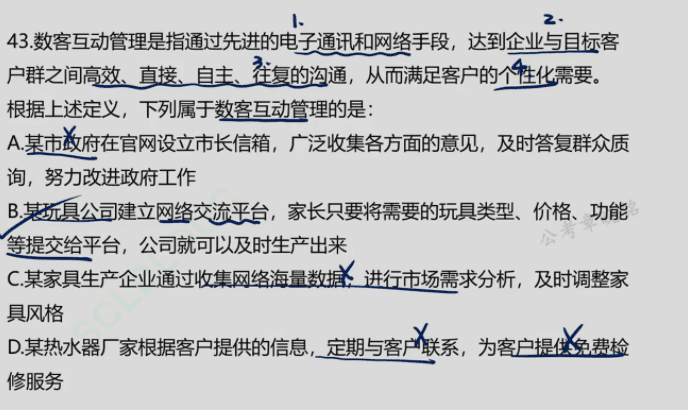 1. 2.
43.数客互动管理是指通过先进的电子通讯和网络手段，达到企业与目标客
3. 4.
户群之间高效、直接、自主、往复的沟通，从而满足客户的个性化需要。
根据上述定义，下列属于数客互动管理的是：
A.某市政府在官网设立市长信箱，广泛收集各方面的意见，及时答复群众质
询，努力改进政府工作
B.某玩具公司建立网络交流平台，家长只要将需要的玩具类型、价格、功能
等提交给平台，公司就可以及时生产出来
公考章
C.某家具生产企业通过收集网络海量数据，进行市场需求分析，及时调整家
具风格
D.某热水器厂家根据客户提供的信息，定期与客户联系，为客户提供免费检
修服务